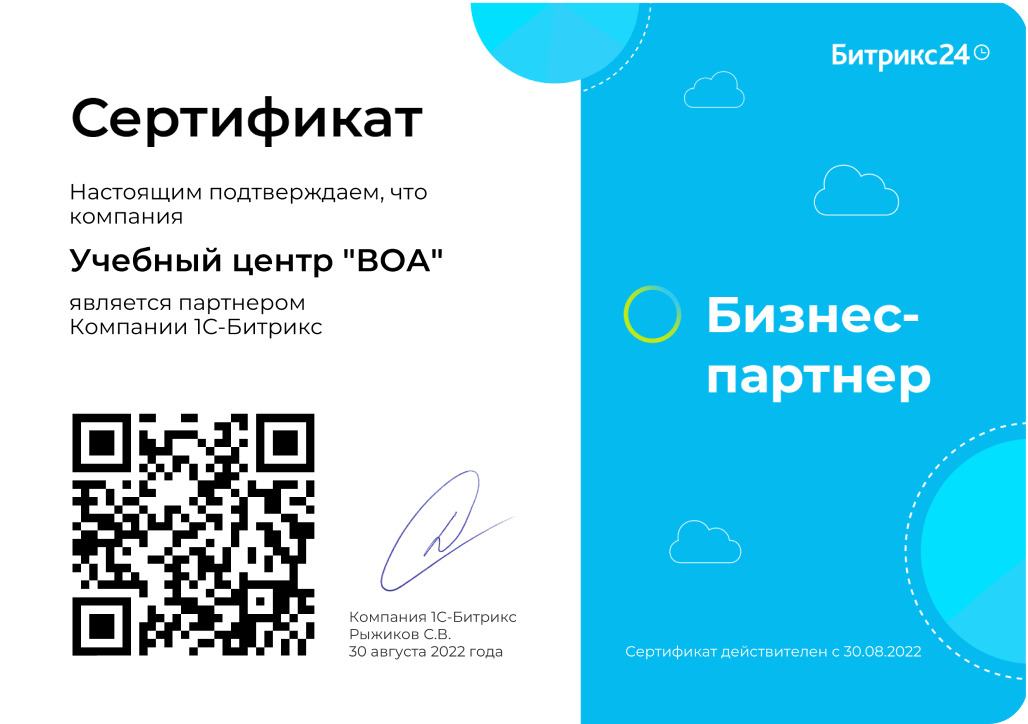 Сертификат
Настоящим подтверждаем, что
компания
Учебный центр "ВОА"
является партнером
Компании 1С-Битрикс
Компания 1С-Битрикс
Рыжиков С.В.
30 августа 2022 года
Битрикс24
Бизнес-
партнер
Сертификат действителен с 30.08.2022